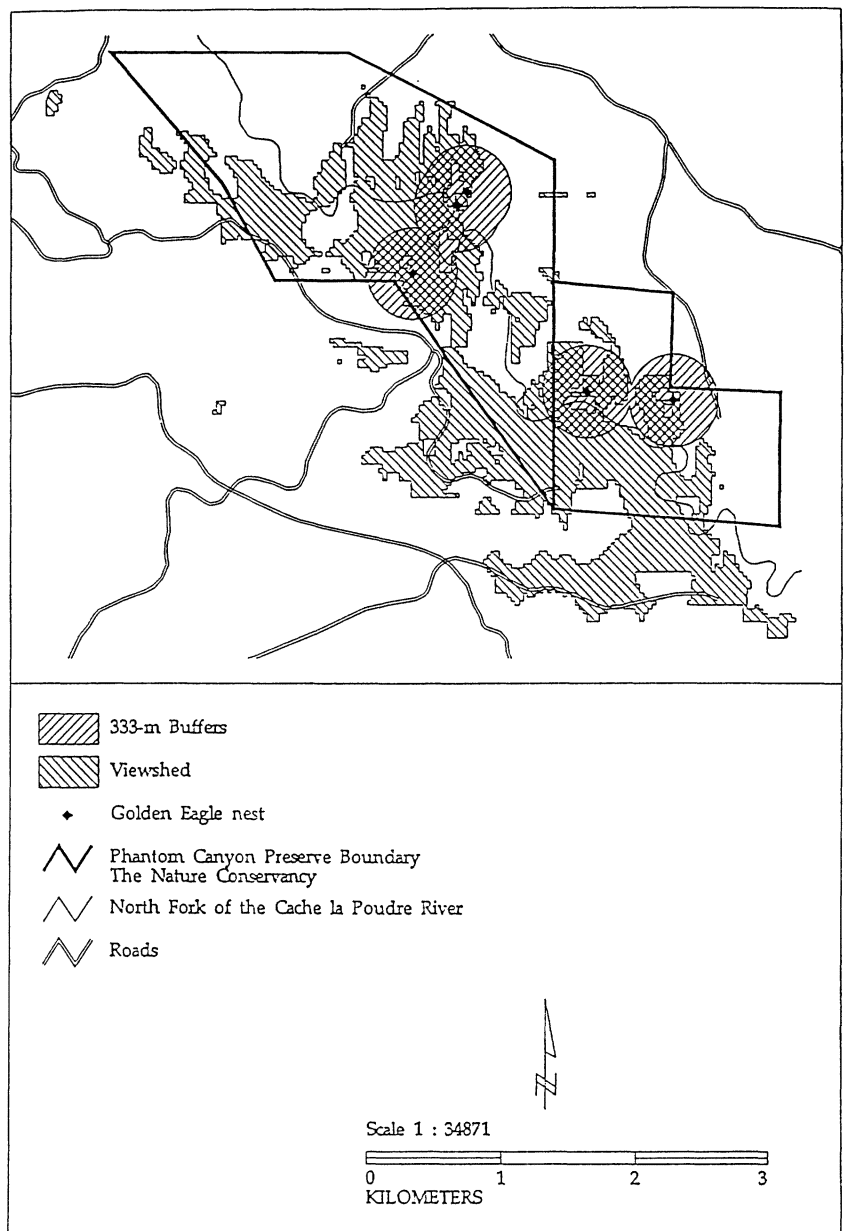 333-m Buffers
Viewshed
Golden Eagle nest
Phantom Canyon Preserve Boundary
The Nature Conservancy
North Fork of the Cache la Poudre River
Roads
N
Scale 1 : 34871
0 1 2 3
KILOMETERS